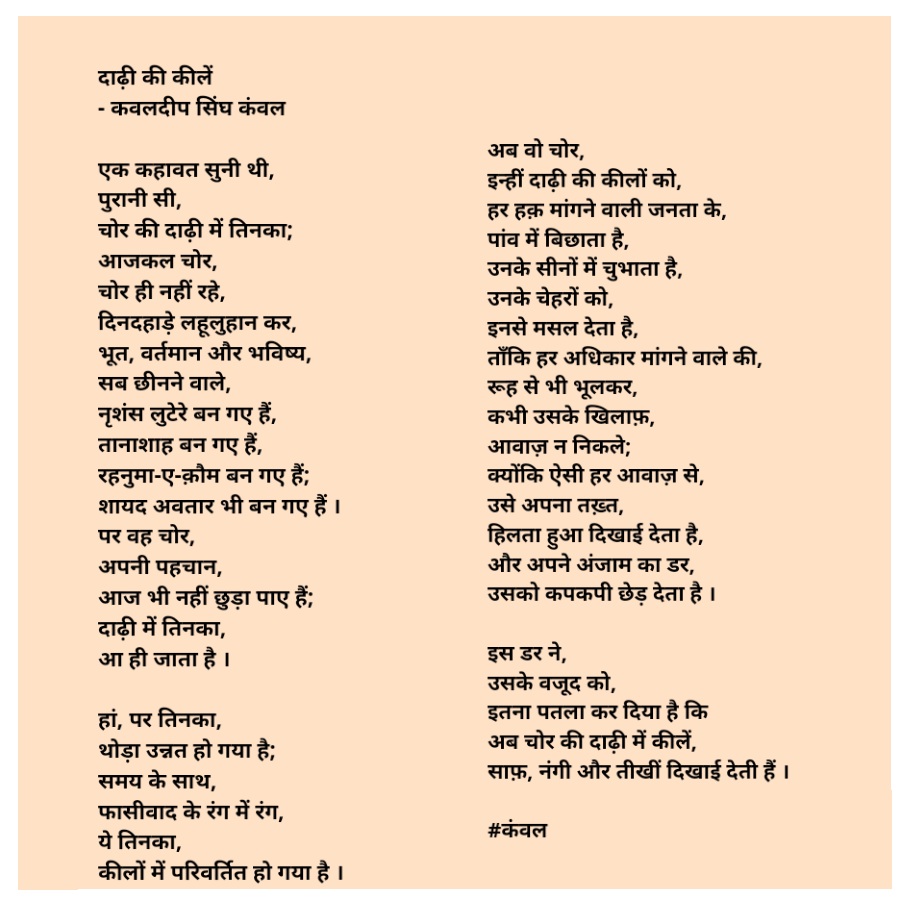 दाढ़ी की कीलें
- कवलदीप सिंघ कंवल
एक कहावत सुनी थी,
पुरानी सी,
चोर की दाढ़ी में तिनका;
आजकल चोर,
चोर ही नहीं रहे,
दिनदहाड़े लहूलुहान कर,
भूत, वर्तमान और भविष्य,
सब छीनने वाले,
नृशंस लुटेरे बन गए हैं,
तानाशाह बन गए हैं,
रहनुमा-ए-क़ौम बन गए हैं;
शायद अवतार भी बन गए हैं ।
पर वह चोर,
अपनी पहचान,
आज भी नहीं छुड़ा पाए हैं;
दाढ़ी में तिनका,
आ ही जाता है ।
हां, पर तिनका,
थोड़ा उन्नत हो गया है;
समय के साथ,
फासीवाद के रंग में रंग,
ये तिनका,
कीलों में परिवर्तित हो गया है ।
अब वो चोर,
इन्हीं दाढ़ी की कीलों को,
हर हक़ मांगने वाली जनता के,
पांव में बिछाता है,
उनके सीनों में चुभाता है,
उनके चेहरों को,
इनसे मसल देता है,
ताँकि हर अधिकार मांगने वाले की,
रूह से भी भूलकर,
कभी उसके खिलाफ़,
आवाज़ न निकले;
क्योंकि ऐसी हर आवाज़ से,
उसे अपना तख़्त,
हिलता हुआ दिखाई देता है,
और अपने अंजाम का डर,
उसको कपकपी छेड़ देता है ।
इस डर ने,
उसके वजूद को,
इतना पतला कर दिया है कि
अब चोर की दाढ़ी में कीलें,
साफ़, नंगी और तीखीं दिखाई देती हैं ।
#कंवल